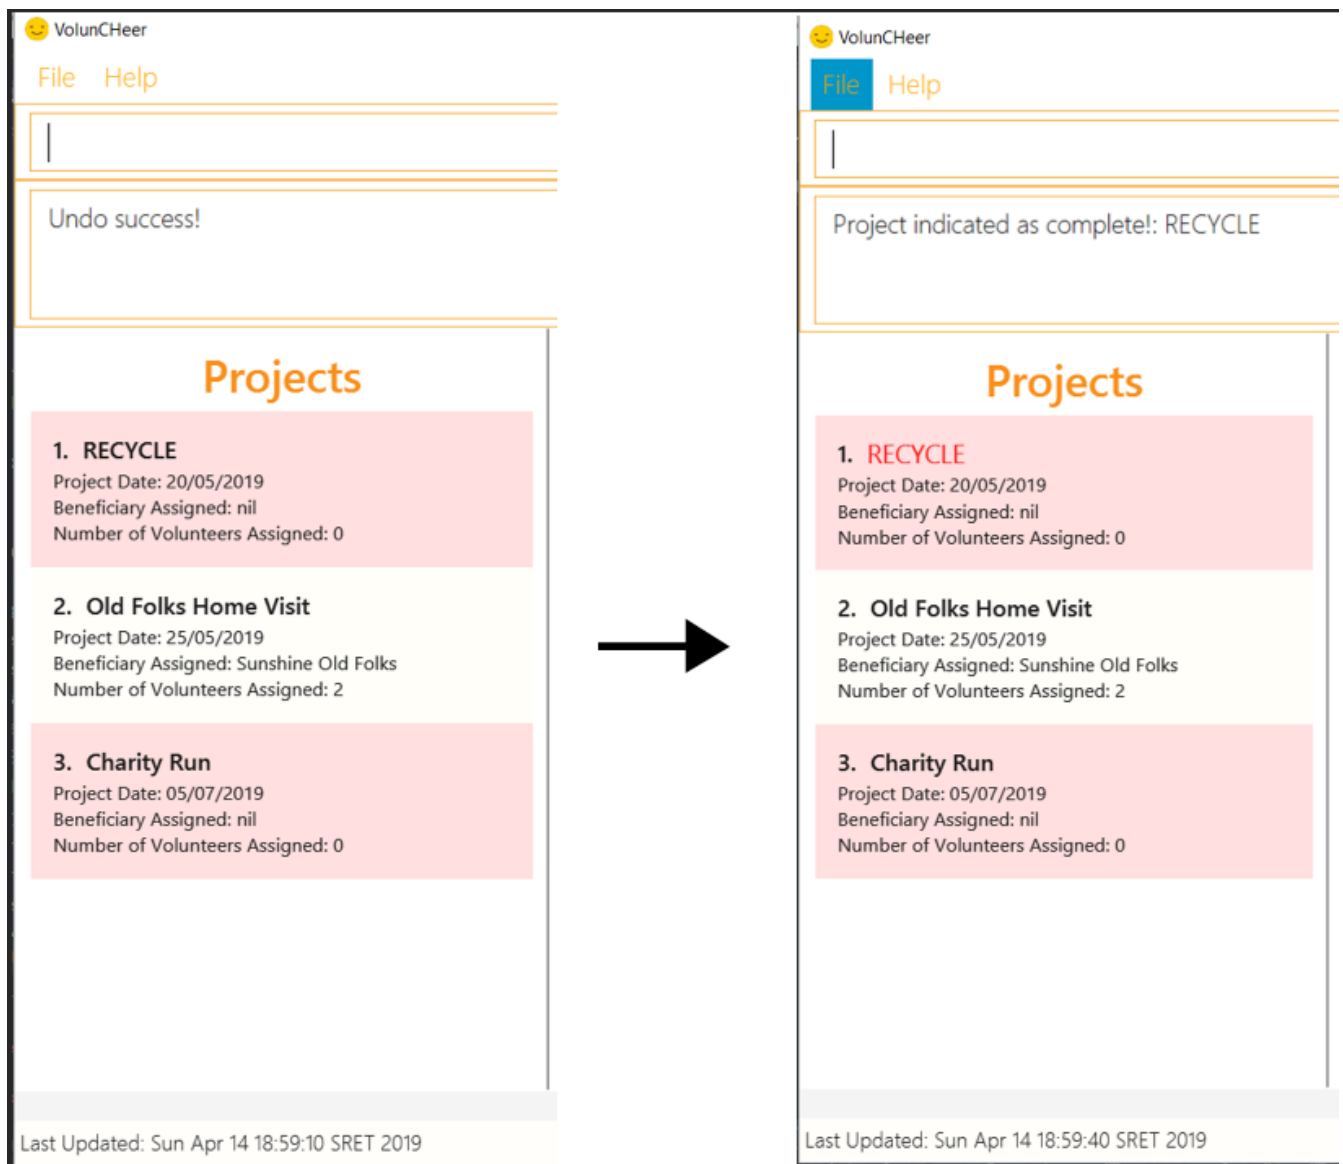 VolunCHeer
File Help
Undo success!
Projects
1. RECYCLE
Project Date: 20/05/2019
Beneficiary Assigned: nil
Number of Volunteers Assigned: 0
2. Old Folks Home Visit
Project Date: 25/05/2019
Beneficiary Assigned: Sunshine Old Folks
Number of Volunteers Assigned: 2
3. Charity Run
Project Date: 05/07/2019
Beneficiary Assigned: nil
Number of Volunteers Assigned: 0
Last Updated: Sun Apr 14 18:59:10 SRET 2019
VolunCHeer
File Help
Project indicated as complete!: RECYCLE
Projects
1. RECYCLE
Project Date: 20/05/2019
Beneficiary Assigned: nil
Number of Volunteers Assigned: 0
2. Old Folks Home Visit
Project Date: 25/05/2019
Beneficiary Assigned: Sunshine Old Folks
Number of Volunteers Assigned: 2
3. Charity Run
Project Date: 05/07/2019
Beneficiary Assigned: nil
Number of Volunteers Assigned: 0
Last Updated: Sun Apr 14 18:59:40 SRET 2019